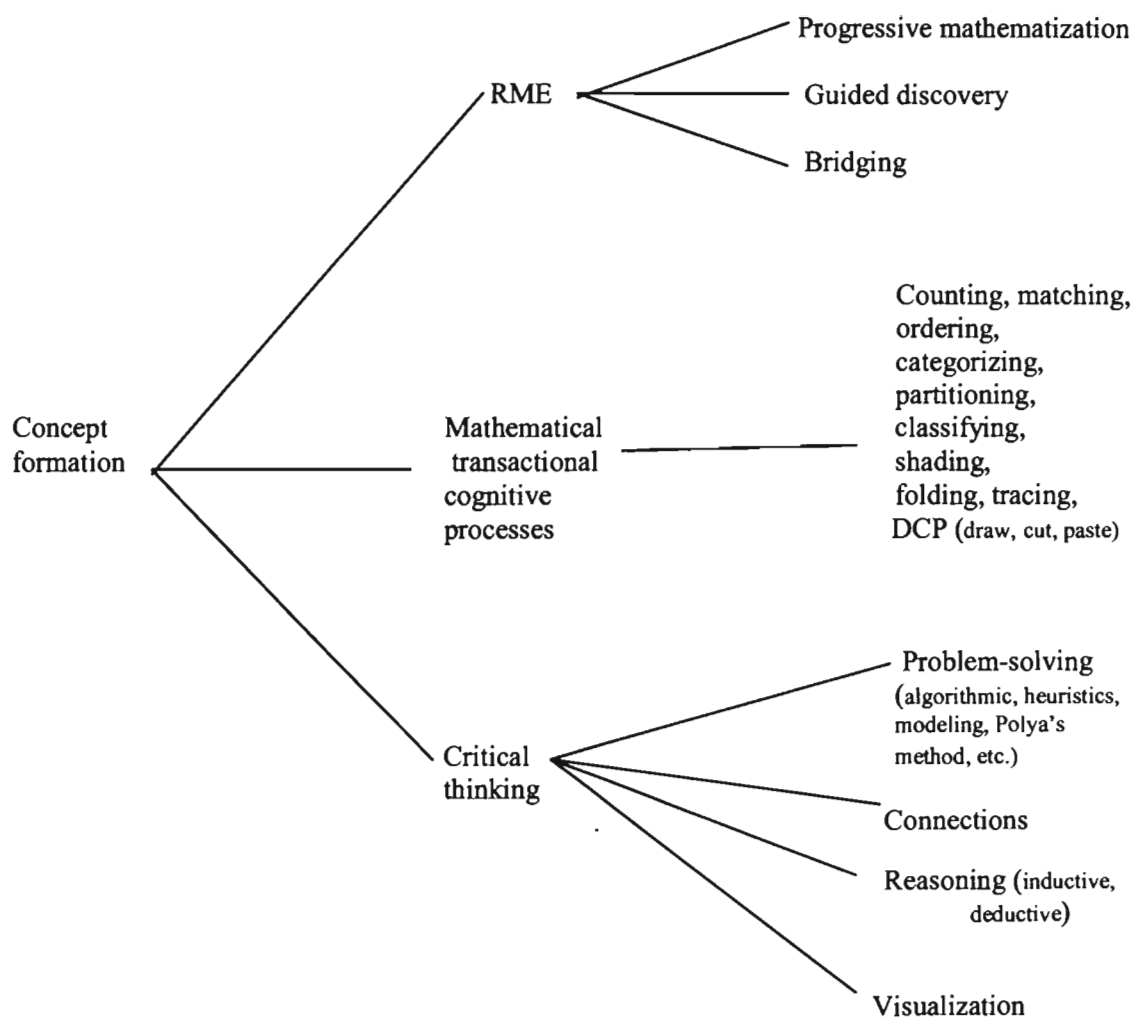 Progressive mathematization
RME
Guided discovery
Bridging
Concept
formation
Mathematical
transactional
cognitive
processes
Counting, matching,
ordering,
categorizing,
partitioning,
classifying,
shading,
folding, tracing,
DCP (draw, cut, paste)
Critical
thinking
Problem-solving
(algorithmic, heuristics,
modeling, Polya's
method, etc.)
Connections
Reasoning (inductive,
deductive)
Visualization